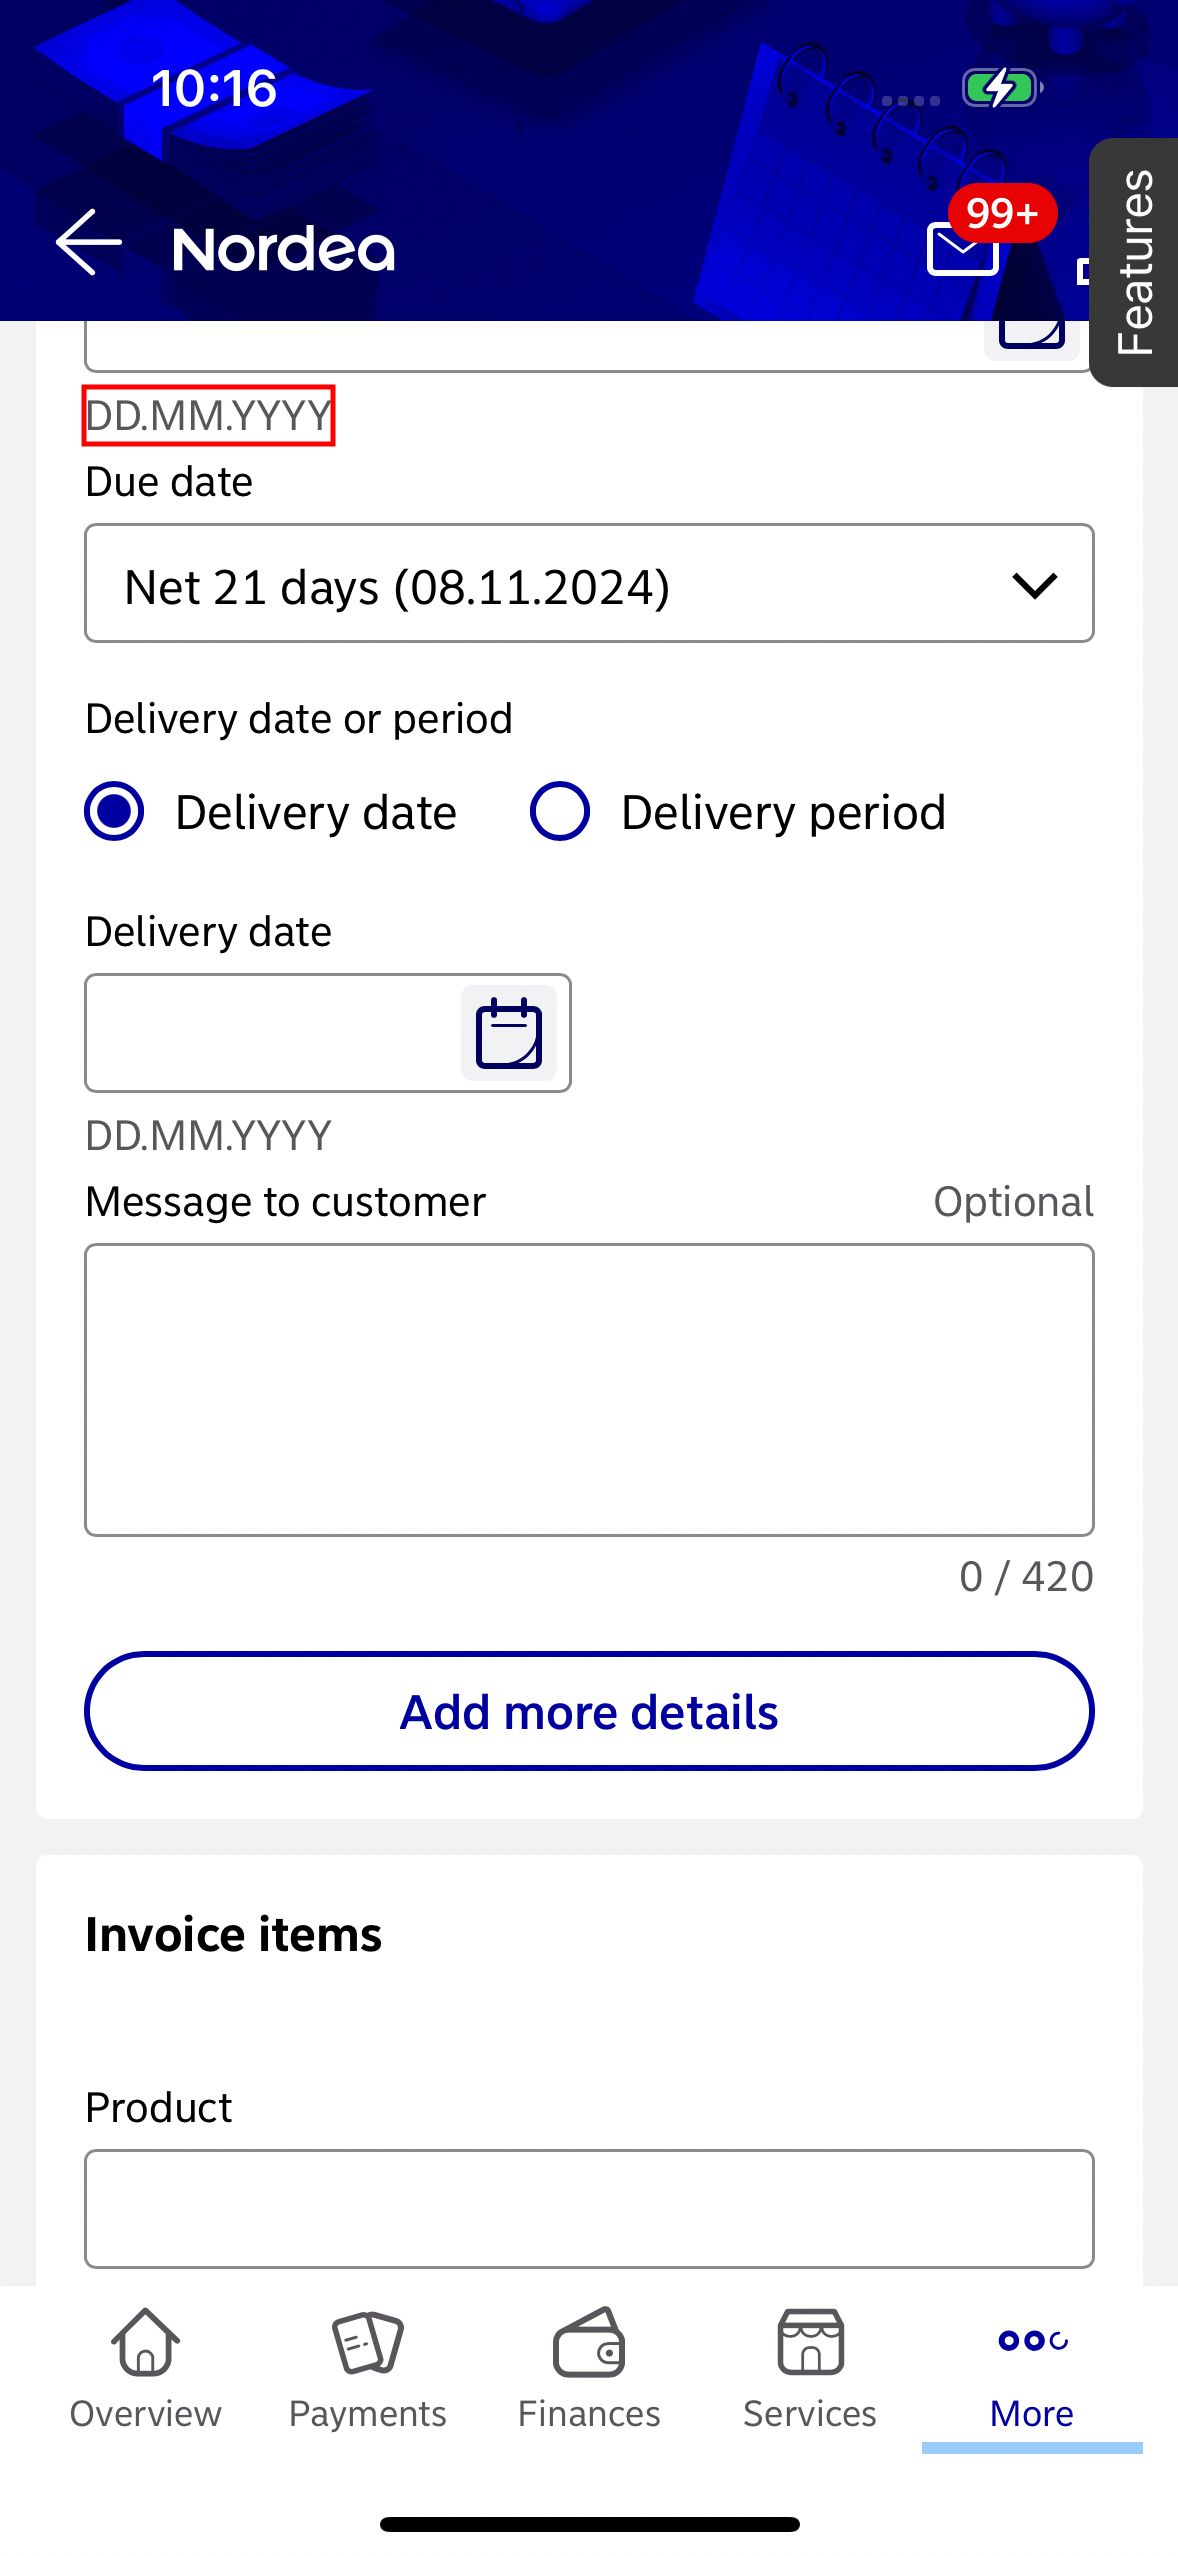 10:16
Nordea
99+
Features
DD.MM.YYYY
Due date
Net 21 days (08.11.2024)
Delivery date or period
Delivery date
Delivery period
Delivery date
DD.MM.YYYY
Message to customer
Optional
0 / 420
Add more details
Invoice items
Product
Overview
Payments
Finances
Services
More